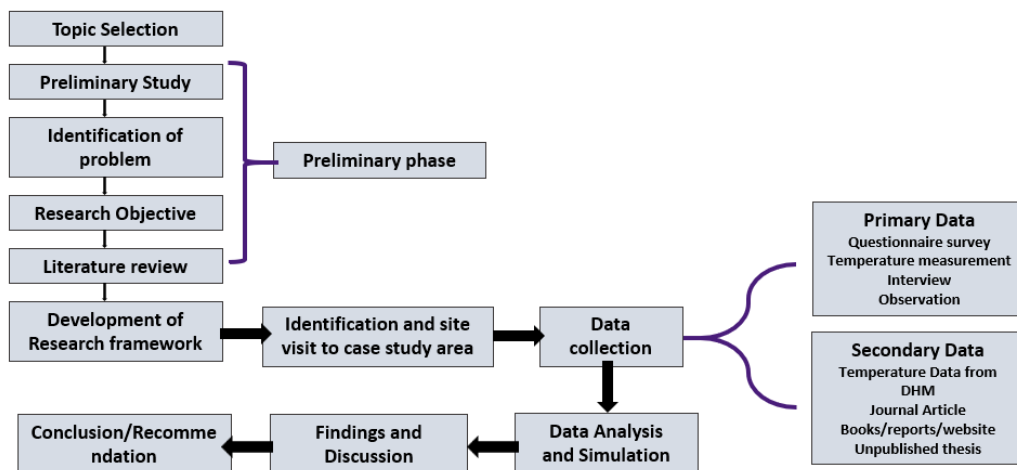 Topic Selection
Preliminary Study
Identification of
problem
Preliminary phase
Research Objective
Literature review
Development of
Research framework
Identification and site
visit to case study area
Data
collection
Primary Data
Questionnaire survey
Temperature measurement
Interview
Observation
Secondary Data
Temperature Data from
DHM
Journal Article
Books/reports/website
Unpublished thesis
Data Analysis
and Simulation
Findings and
Discussion
Conclusion/Recomme
ndation